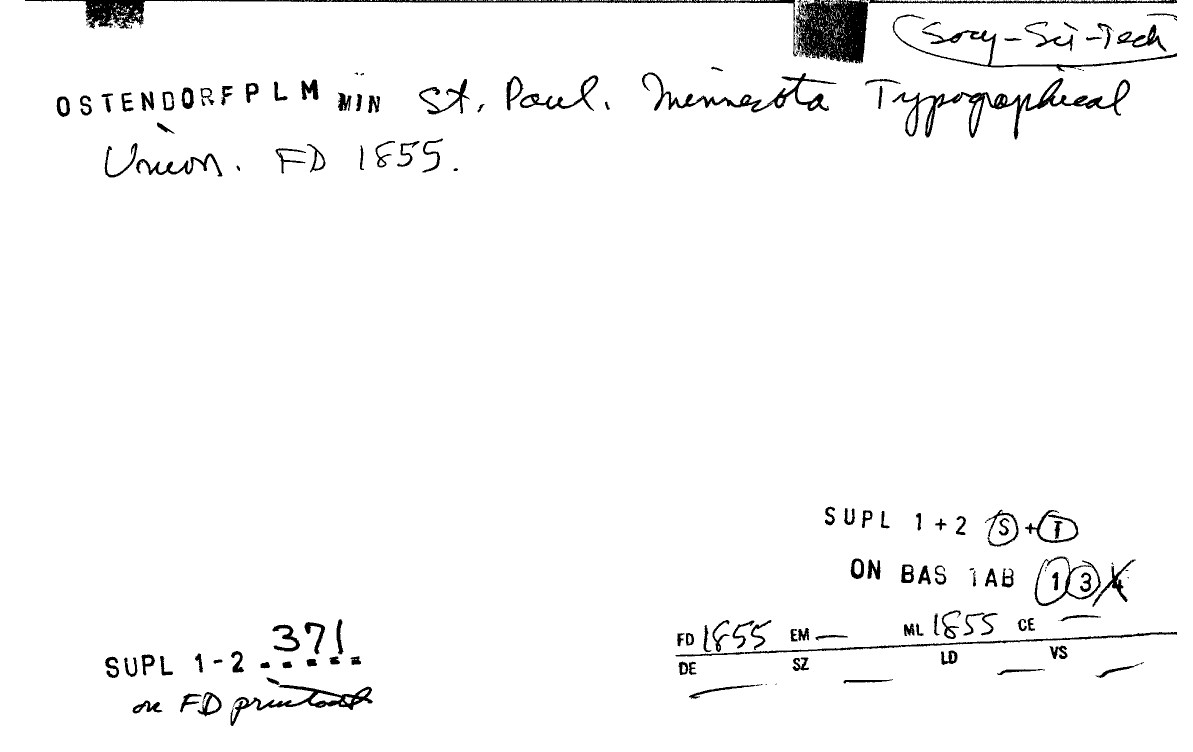 Socy-Sci-Tech
OSTENDORFPLM MIN St. Paul. Minnesota Typographical
Union. FD 1855.
SUPL 1+2 S+T
ON BAS TAB 1 3 4
FD 1855 EM — ML 1855 CE —
DE — SZ — LD — VS —
SUPL 1-2 371
on FD printout